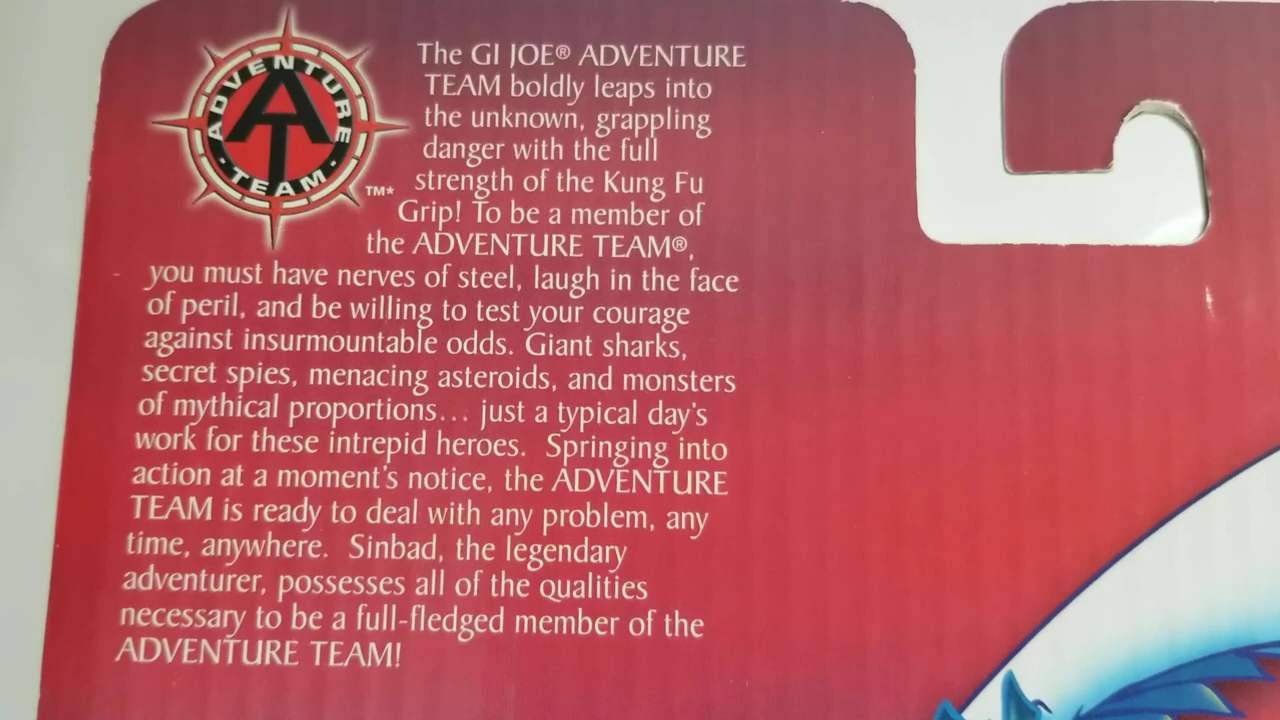 ADVENTURE
AT
TEAM
TM*
The GI JOE® ADVENTURE
TEAM boldly leaps into
the unknown, grappling
danger with the full
strength of the Kung Fu
Grip! To be a member of
the ADVENTURE TEAM®,
you must have nerves of steel, laugh in the face
of peril, and be willing to test your courage
against insurmountable odds. Giant sharks,
secret spies, menacing asteroids, and monsters
of mythical proportions... just a typical day's
work for these intrepid heroes. Springing into
action at a moment's notice, the ADVENTURE
TEAM is ready to deal with any problem, any
time, anywhere. Sinbad, the legendary
adventurer, possesses all of the qualities
necessary to be a full-fledged member of the
ADVENTURE TEAM!